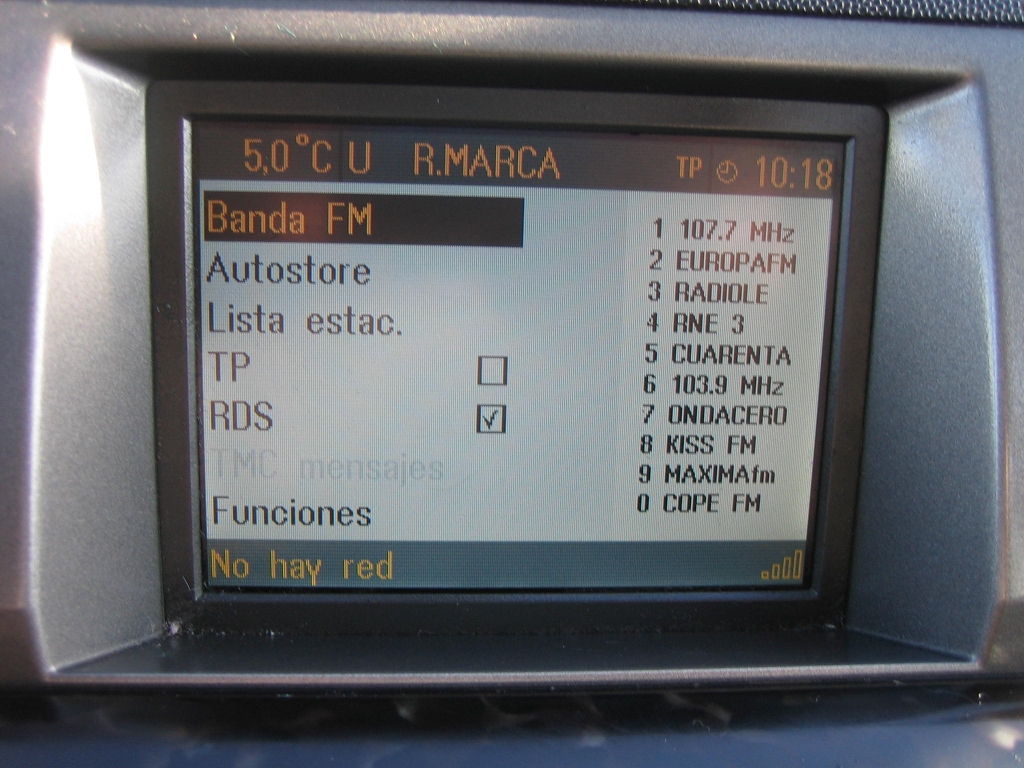 5,0°C U R.MARCA TP 10:18
Banda FM
Autostore
Lista estac.
TP
RDS
TMC mensajes
Funciones
1 107.7 MHz
2 EUROPAFM
3 RADIOLE
4 RNE 3
5 CUARENTA
6 103.9 MHz
7 ONDACERO
8 KISS FM
9 MAXIMAfm
0 COPE FM
No hay red